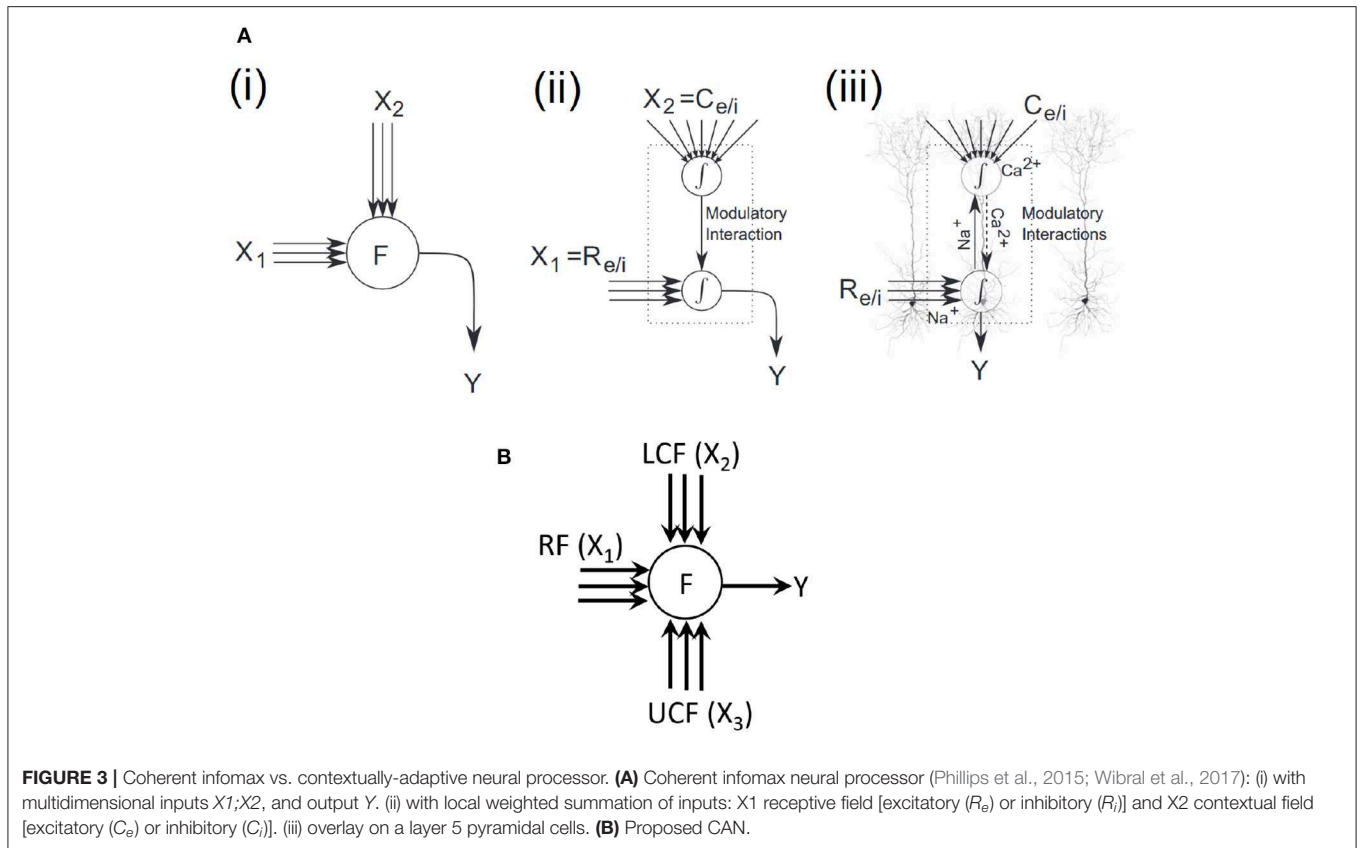 A
(i)
X2
X1
F
Y
(ii)
X2 =Ce/i
∫
Modulatory
Interaction
X1 =Re/i
∫
Y
(iii)
Ce/i
∫ Ca2+
Na+
Ca2+
Modulatory
Interactions
Re/i
∫
Na+
Y
B
LCF (X2)
RF (X1)
F
Y
UCF (X3)
FIGURE 3 | Coherent infomax vs. contextually-adaptive neural processor. (A) Coherent infomax neural processor (Phillips et al., 2015; Wibral et al., 2017): (i) with
multidimensional inputs X1;X2, and output Y. (ii) with local weighted summation of inputs: X1 receptive field [excitatory (Re) or inhibitory (Ri)] and X2 contextual field
[excitatory (Ce) or inhibitory (Ci)]. (iii) overlay on a layer 5 pyramidal cells. (B) Proposed CAN.